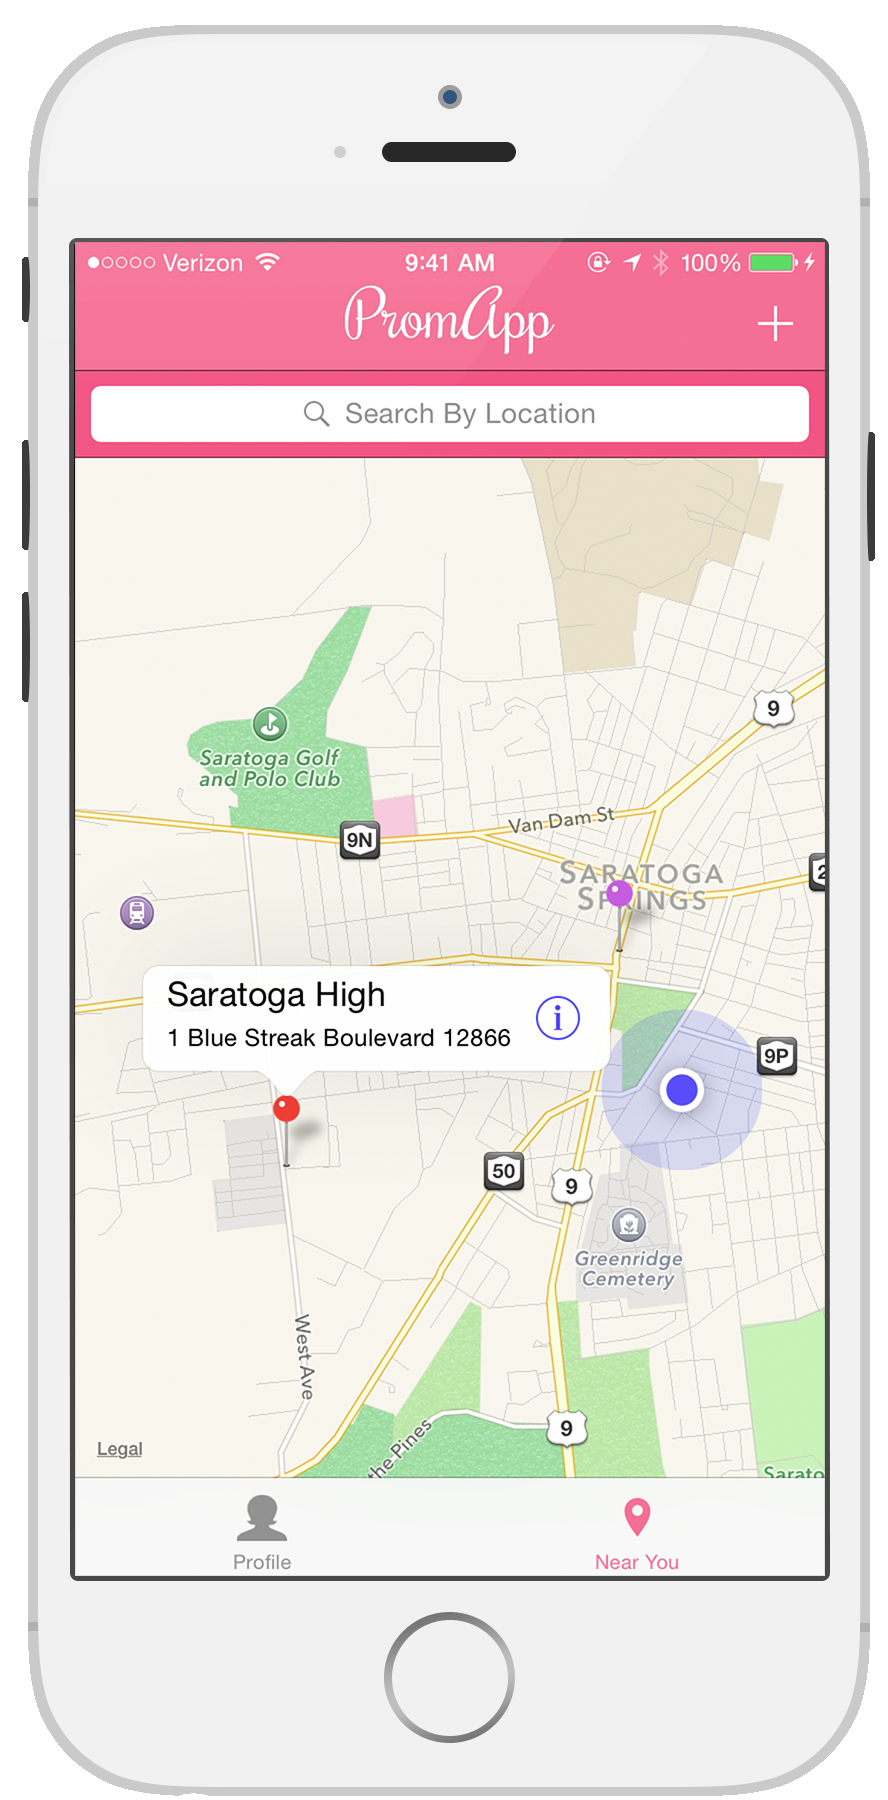 Verizon
9:41 AM
100%
PromApp
Search By Location
9
Saratoga Golf
and Polo Club
Van Dam St
9N
SARATOGA
SPRINGS
2
Saratoga High
1 Blue Streak Boulevard 12866
i
9P
50
9
Greenridge
Cemetery
West Ave
9
the Pines
Legal
Sarato
Profile
Near You